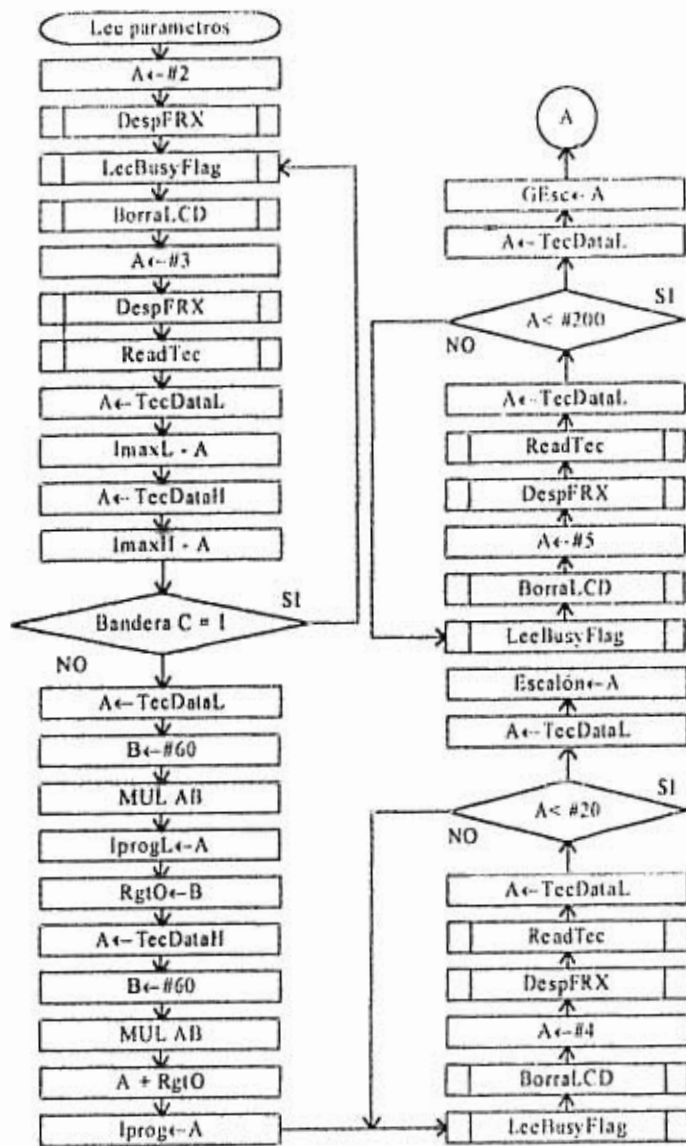 Lee parametros
A←#2
DespFRX
LeeBusyFlag
BorraLCD
A←#3
DespFRX
ReadTec
A←TecDataL
ImaxL - A
A←TecDataH
ImaxH - A
Bandera C = 1
SI
NO
A←TecDataL
B←#60
MUL AB
IprogL←A
RgtO←B
A←TecDataH
B←#60
MUL AB
A + RgtO
Iprog←A
LeeBusyFlag
BorraLCD
A←#4
DespFRX
ReadTec
A←TecDataL
A< #20
SI
NO
A←TecDataL
Escalón←A
LeeBusyFlag
BorraLCD
A←#5
DespFRX
ReadTec
A←TecDataL
A< #200
SI
NO
A←TecDataL
GEsc←A
A